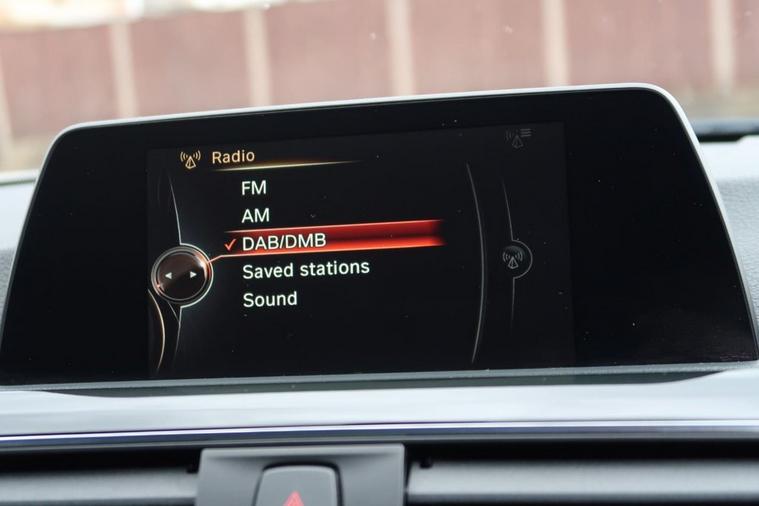 Radio
FM
AM
DAB/DMB
Saved stations
Sound